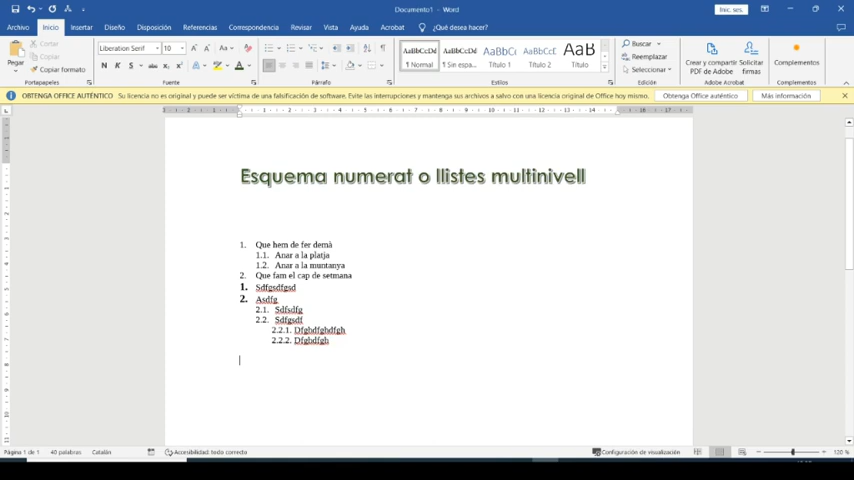 Documento1 - Word
Inic. ses.
Archivo Inicio Insertar Diseño Disposición Referencias Correspondencia Revisar Vista Ayuda Acrobat ¿Qué desea hacer?
Pegar
Cortar
Copiar
Copiar formato
Portapapeles
Liberation Serif 10
N K S
Fuente
Párrafo
AaBbCcDd AaBbCcDd AaBbCc AaBbCcC AaB
¶ Normal ¶ Sin espa... Título 1 Título 2 Título
Estilos
Buscar
Reemplazar
Seleccionar
Edición
Crear y compartir PDF de Adobe
Solicitar firmas
Adobe Acrobat
Complementos
Complementos
OBTENGA OFFICE AUTÉNTICO Su licencia no es original y puede ser víctima de una falsificación de software. Evite las interrupciones y mantenga sus archivos a salvo con una licencia original de Office hoy mismo. Obtenga Office auténtico Más información
Esquema numerat o llistes multinivell
1. Que hem de fer demà
1.1. Anar a la platja
1.2. Anar a la muntanya
2. Que fam el cap de setmana
1. Sdfgsdfgsd
2. Asdfg
2.1. Sdfsdfg
2.2. Sdfgsdf
2.2.1. Dfghdfghdfgh
2.2.2. Dfghdfgh
Página 1 de 1 40 palabras Catalán Accesibilidad: todo correcto Configuración de visualización 120 %